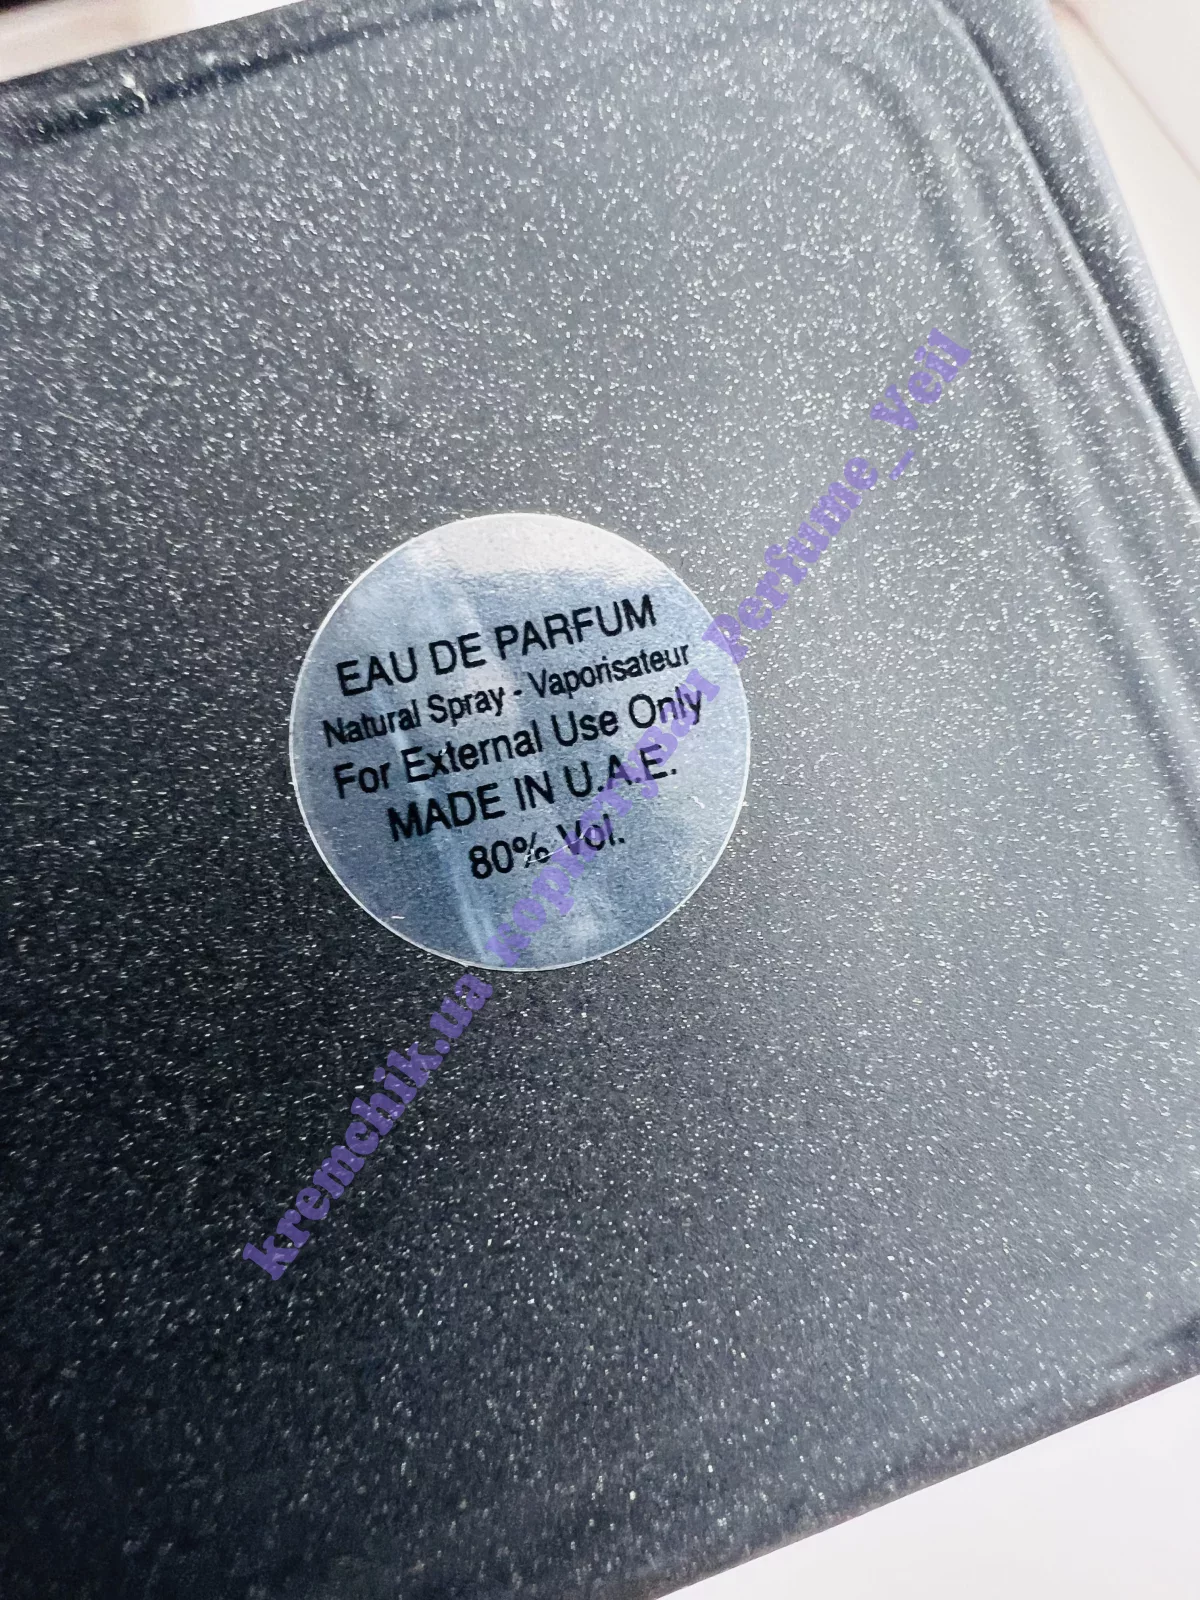 EAU DE PARFUM
Natural Spray - Vaporisateur
For External Use Only
MADE IN U.A.E.
80% Vol.
kremchik.ua користувач Perfume_Veil